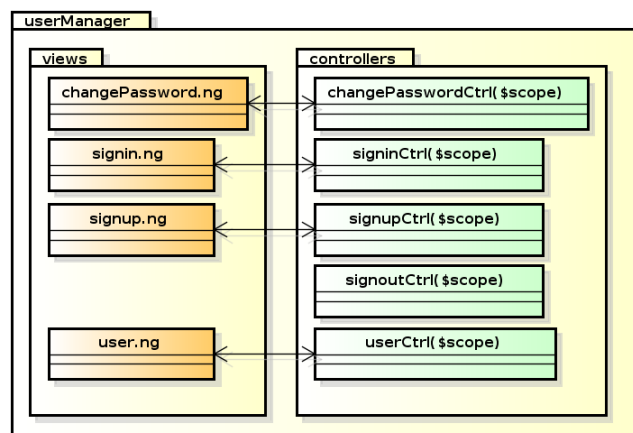 userManager
views
controllers
changePassword.ng
changePasswordCtrl($scope)
signin.ng
signinCtrl($scope)
signup.ng
signupCtrl($scope)
signoutCtrl($scope)
user.ng
userCtrl($scope)